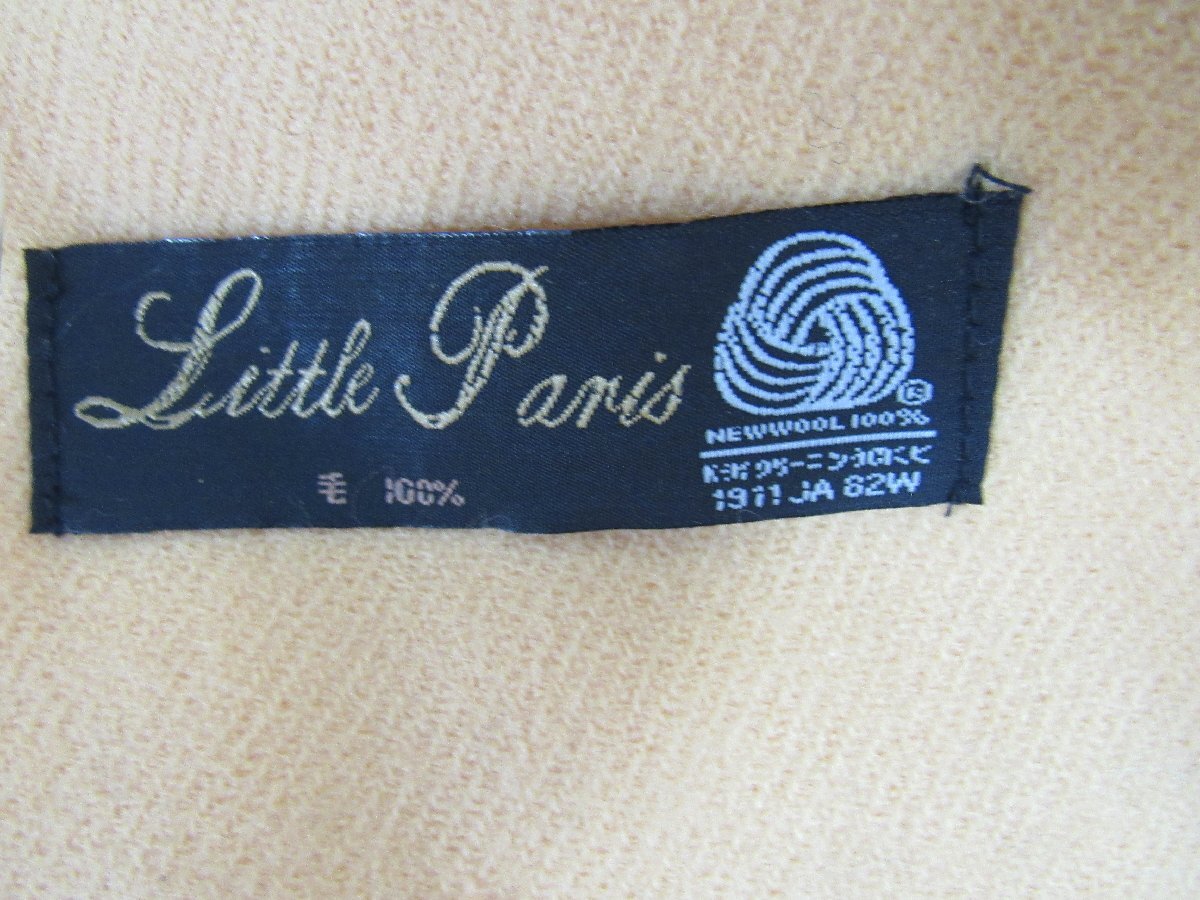 Little Paris
毛 100%
NEWWOOL 100%
1911 JA 82W